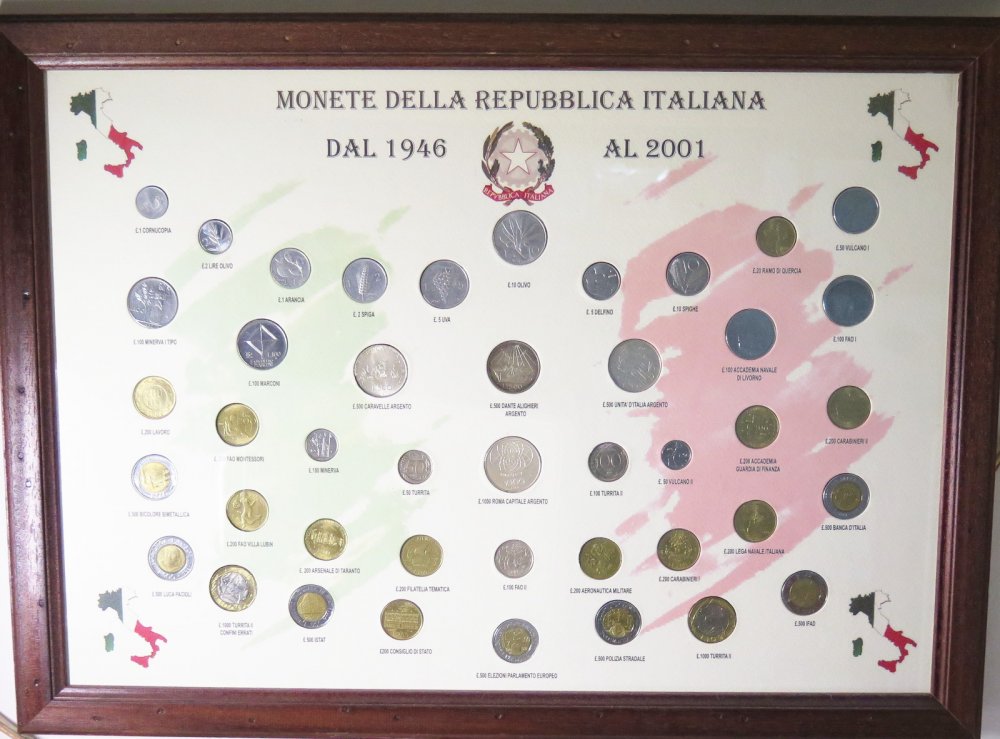 MONETE DELLA REPUBBLICA ITALIANA
DAL 1946 AL 2001
REPVBBLICA ITALIANA
£.1 CORNUCOPIA
£.2 LIRE OLIVO
£.1 ARANCIA
£. 2 SPIGA
£. 5 UVA
£.10 OLIVO
£. 5 DELFINO
£.10 SPIGHE
£.20 RAMO DI QUERCIA
£.50 VULCANO I
£.100 MINERVA I TIPO
£.100 MARCONI
£.500 CARAVELLE ARGENTO
£.500 DANTE ALIGHERI
ARGENTO
£.500 UNITA' D'ITALIA ARGENTO
£.100 ACCADEMIA NAVALE
DI LIVORNO
£.100 FAO I
£.200 LAVORO
FAO MONTESSORI
£.100 MINERVA
£.50 TURRITA
£.1000 ROMA CAPITALE ARGENTO
£.100 TURRITA II
£. 50 VULCANO II
£.200 ACCADEMIA
GUARDIA DI FINANZA
£.200 CARABINIERI II
£.500 BICOLORE BIMETALLICA
£.200 FAO VILLA LUBIN
£. 200 ARSENALE DI TARANTO
£.200 FILATELIA TEMATICA
£.100 FAO II
£.200 AERONAUTICA MILITARE
£.200 CARABINIERI I
£.200 LEGA NAVALE ITALIANA
£.500 BANCA D'ITALIA
£.500 LUCA PACIOLI
£.1000 TURRITA II
CONFINI ERRATI
£.500 ISTAT
£200 CONSIGLIO DI STATO
£.500 ELEZIONI PARLAMENTO EUROPEO
£.500 POLIZIA STRADALE
£.1000 TURRITA II
£.500 IFAD